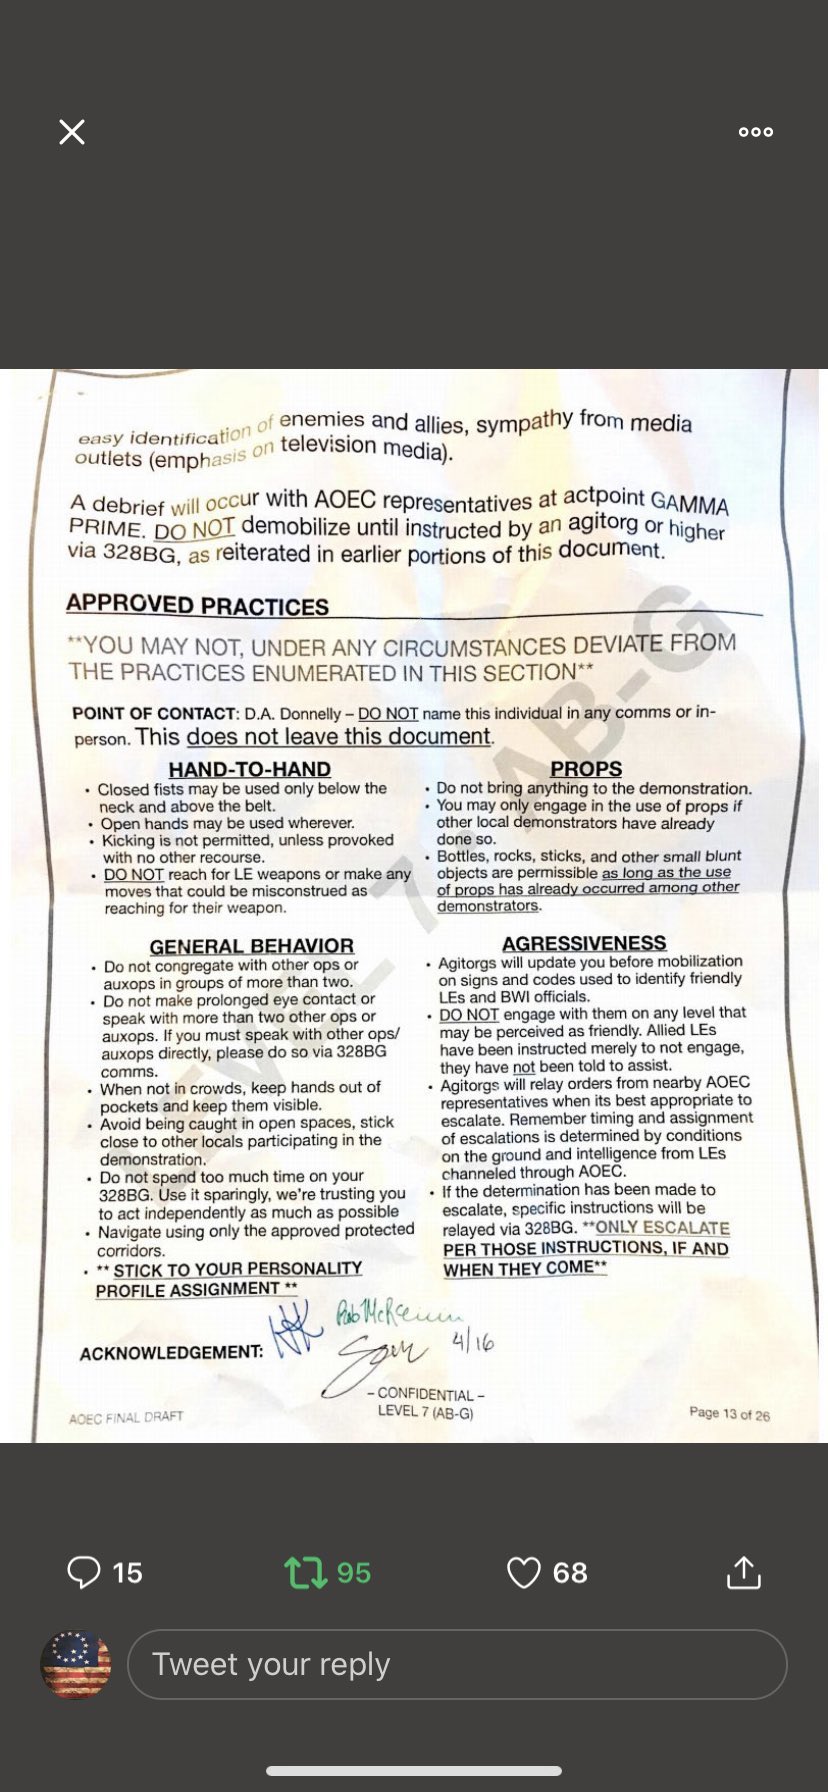 easy identification of enemies and allies, sympathy from media
outlets (emphasis on television media).
A debrief will occur with AOEC representatives at actpoint GAMMA
PRIME. DO NOT demobilize until instructed by an agitorg or higher
via 328BG, as reiterated in earlier portions of this document.
APPROVED PRACTICES
**YOU MAY NOT, UNDER ANY CIRCUMSTANCES DEVIATE FROM
THE PRACTICES ENUMERATED IN THIS SECTION**
POINT OF CONTACT: D.A. Donnelly – DO NOT name this individual in any comms or in-
person. This does not leave this document.
HAND-TO-HAND
• Closed fists may be used only below the
neck and above the belt.
• Open hands may be used wherever.
• Kicking is not permitted, unless provoked
with no other recourse.
• DO NOT reach for LE weapons or make any
moves that could be misconstrued as
reaching for their weapon.
PROPS
• Do not bring anything to the demonstration.
• You may only engage in the use of props if
other local demonstrators have already
done so.
• Bottles, rocks, sticks, and other small blunt
objects are permissible as long as the use
of props has already occurred among other
demonstrators.
GENERAL BEHAVIOR
• Do not congregate with other ops or
auxops in groups of more than two.
• Do not make prolonged eye contact or
speak with more than two other ops or
auxops. If you must speak with other ops/
auxops directly, please do so via 328BG
comms.
• When not in crowds, keep hands out of
pockets and keep them visible.
• Avoid being caught in open spaces, stick
close to other locals participating in the
demonstration.
• Do not spend too much time on your
328BG. Use it sparingly, we're trusting you
to act independently as much as possible
• Navigate using only the approved protected
corridors.
• ** STICK TO YOUR PERSONALITY
PROFILE ASSIGNMENT **
AGRESSIVENESS
• Agitorgs will update you before mobilization
on signs and codes used to identify friendly
LEs and BWI officials.
• DO NOT engage with them on any level that
may be perceived as friendly. Allied LEs
have been instructed merely to not engage,
they have not been told to assist.
• Agitorgs will relay orders from nearby AOEC
representatives when its best appropriate to
escalate. Remember timing and assignment
of escalations is determined by conditions
on the ground and intelligence from LEs
channeled through AOEC.
• If the determination has been made to
escalate, specific instructions will be
relayed via 328BG. **ONLY ESCALATE
PER THOSE INSTRUCTIONS, IF AND
WHEN THEY COME**
LEVEL 7 : AB-G
ACKNOWLEDGEMENT:
4/16
– CONFIDENTIAL –
LEVEL 7 (AB-G)
AOEC FINAL DRAFT
Page 13 of 26
15
95
68
Tweet your reply